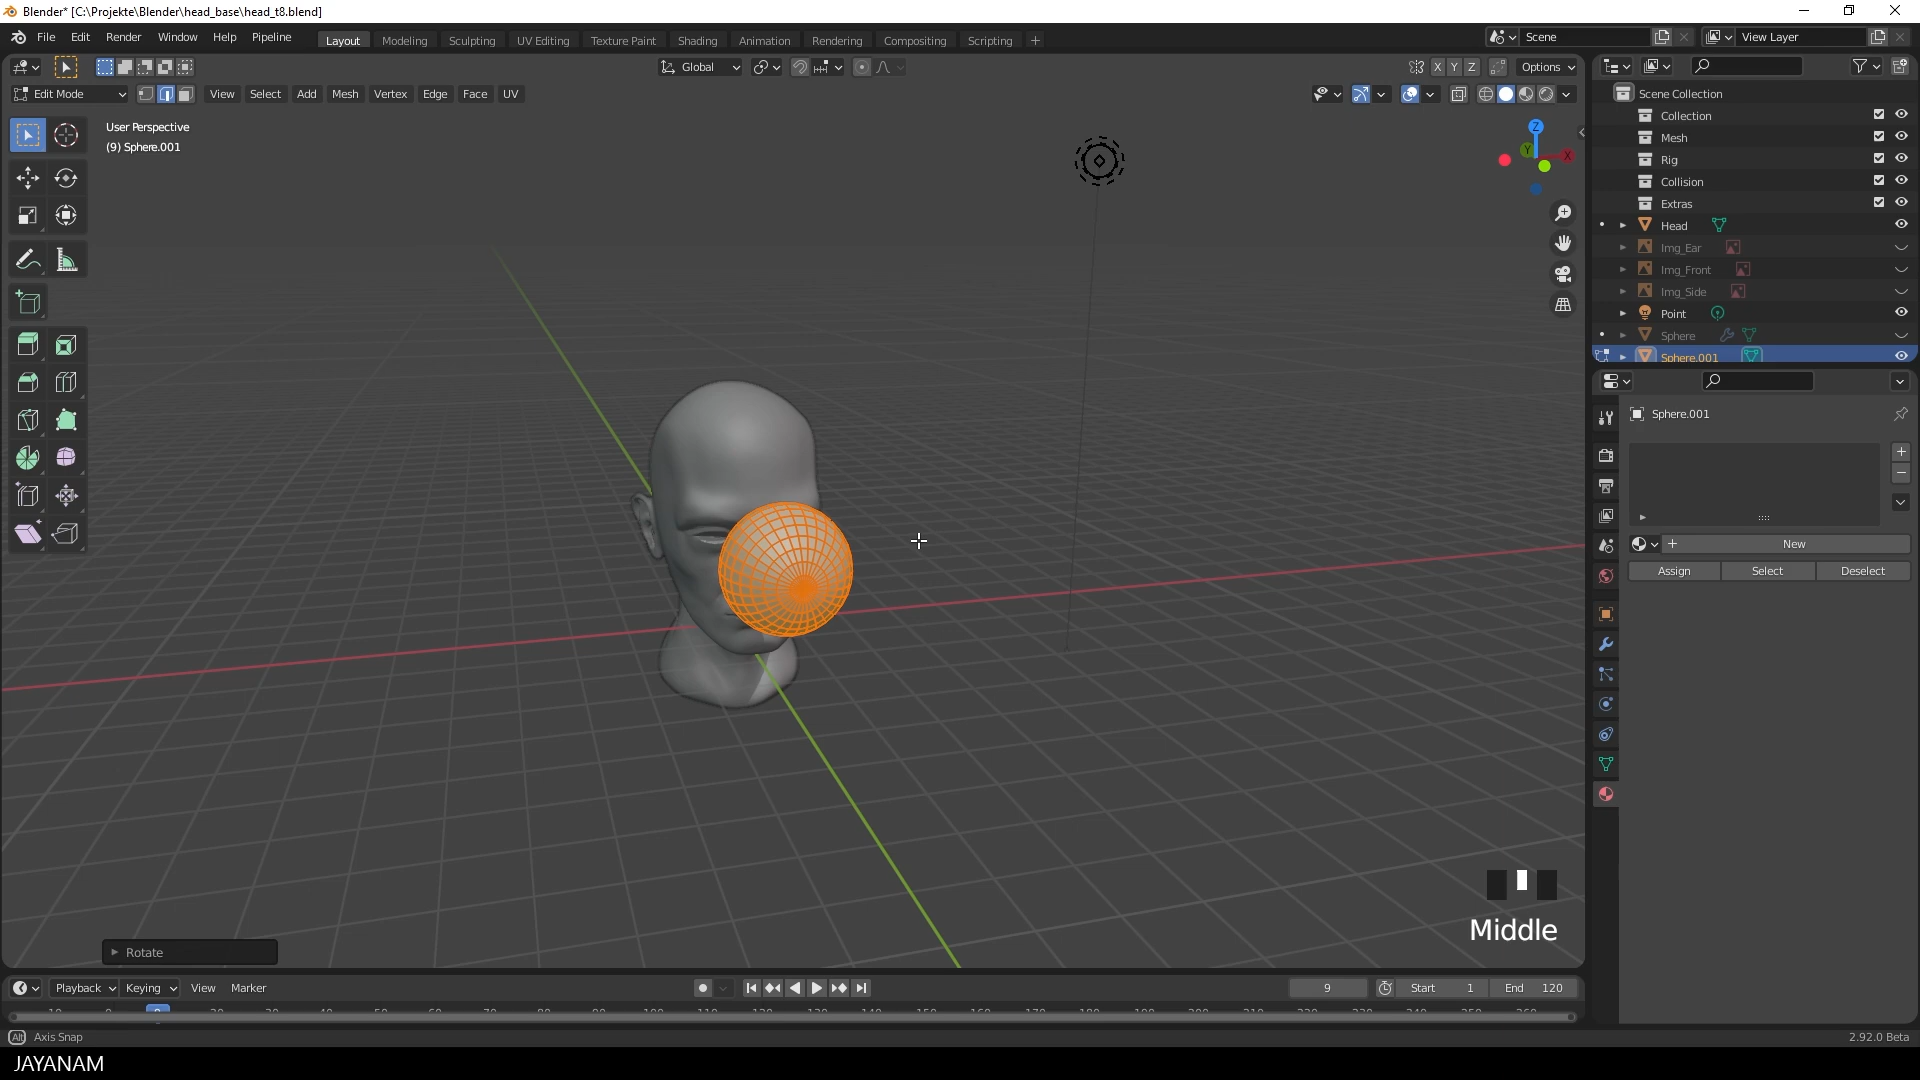 Blender* [C:\Projekte\Blender\head_base\head_t8.blend]
File Edit Render Window Help Pipeline
Layout Modeling Sculpting UV Editing Texture Paint Shading Animation Rendering Compositing Scripting +
Scene
View Layer
Global
X Y Z
Options
Edit Mode
View Select Add Mesh Vertex Edge Face UV
User Perspective
(9) Sphere.001
Z
Y
X
Scene Collection
Collection
Mesh
Rig
Collision
Extras
Head
Img_Ear
Img_Front
Img_Side
Point
Sphere
Sphere.001
Sphere.001
+
−
+ New
Assign Select Deselect
Middle
Rotate
Playback Keying View Marker
9
Start 1
End 120
Alt Axis Snap
2.92.0 Beta
JAYANAM